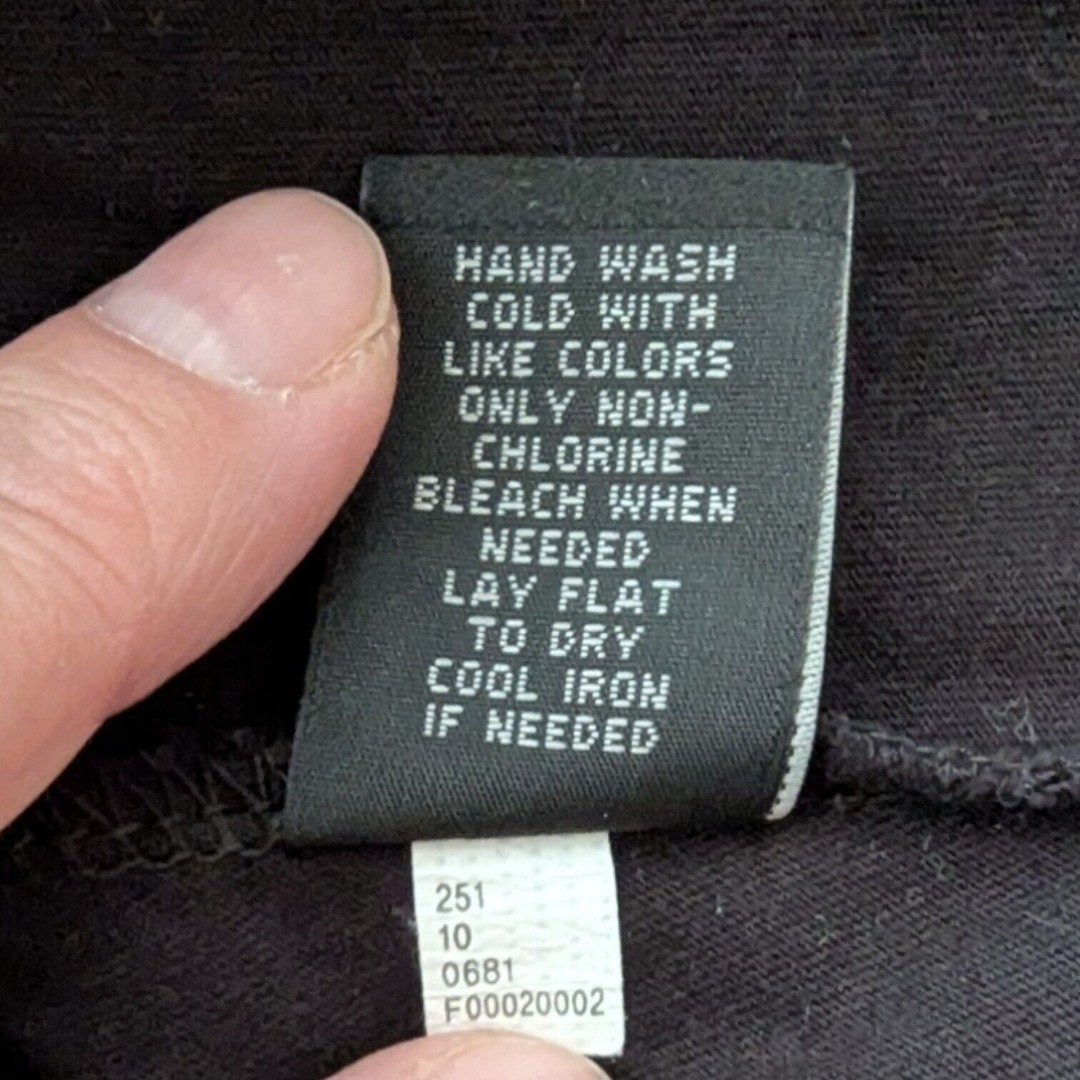 HAND WASH
COLD WITH
LIKE COLORS
ONLY NON-
CHLORINE
BLEACH WHEN
NEEDED
LAY FLAT
TO DRY
COOL IRON
IF NEEDED
251
10
0681
F00020002